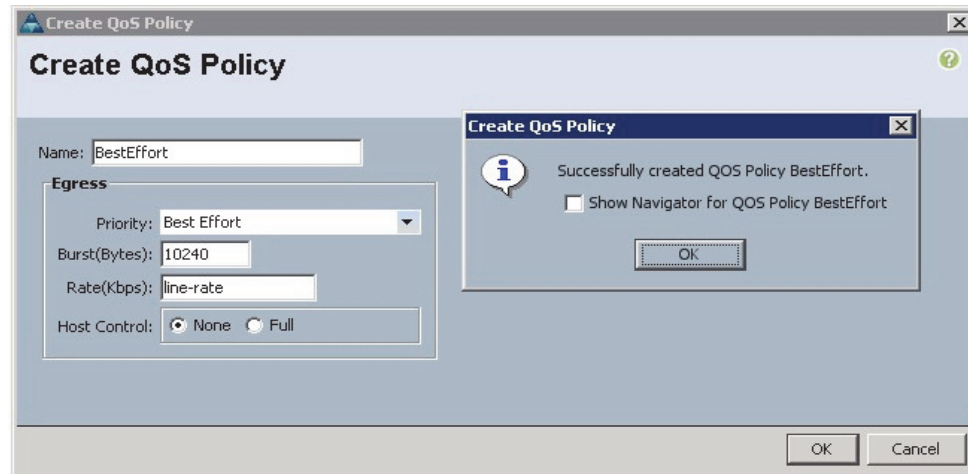 Create QoS Policy
Create QoS Policy
Name: BestEffort
Egress
Priority: Best Effort
Burst(Bytes): 10240
Rate(Kbps): line-rate
Host Control: None Full
Create QoS Policy
Successfully created QOS Policy BestEffort.
Show Navigator for QOS Policy BestEffort
OK
OK Cancel